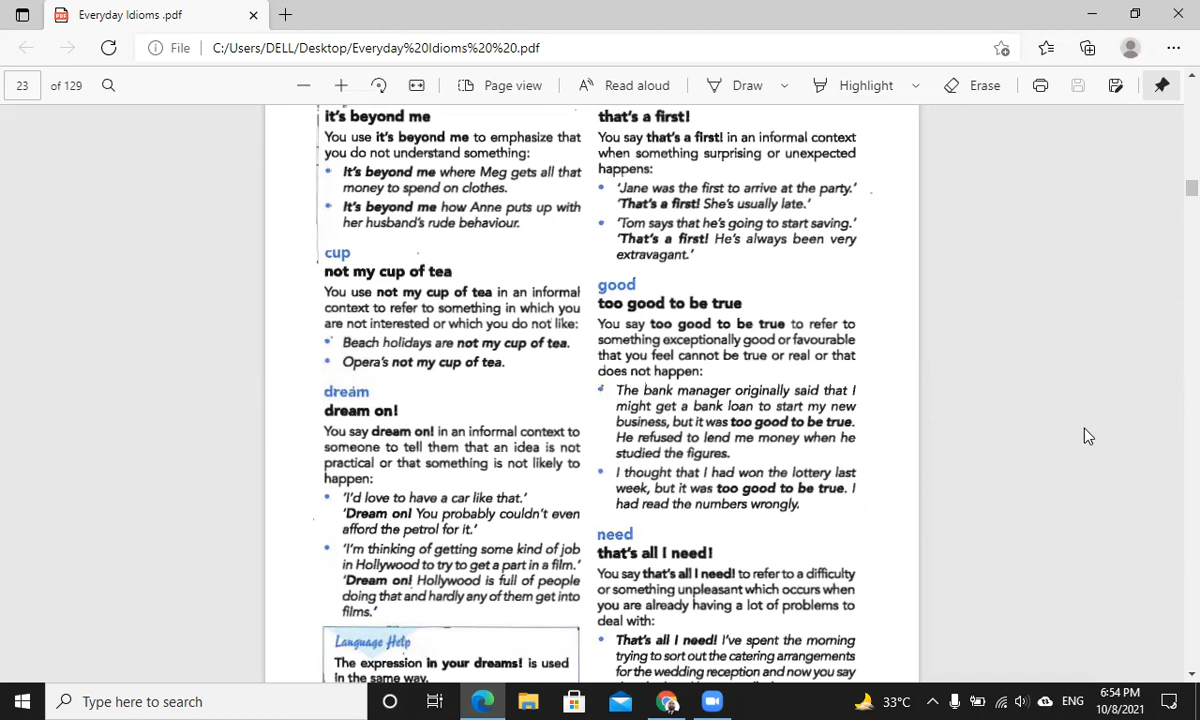 Everyday Idioms .pdf
File
C:/Users/DELL/Desktop/Everyday%20Idioms%20%20.pdf
23 of 129
Page view
Read aloud
Draw
Highlight
Erase
it's beyond me
You use it's beyond me to emphasize that
you do not understand something:
• It's beyond me where Meg gets all that
money to spend on clothes.
• It's beyond me how Anne puts up with
her husband's rude behaviour.
cup
not my cup of tea
You use not my cup of tea in an informal
context to refer to something in which you
are not interested or which you do not like:
• Beach holidays are not my cup of tea.
• Opera's not my cup of tea.
dream
dream on!
You say dream on! in an informal context to
someone to tell them that an idea is not
practical or that something is not likely to
happen:
• 'I'd love to have a car like that.'
'Dream on! You probably couldn't even
afford the petrol for it.'
• 'I'm thinking of getting some kind of job
in Hollywood to try to get a part in a film.'
'Dream on! Hollywood is full of people
doing that and hardly any of them get into
films.'
Language Help
The expression in your dreams! is used
in the same way.
that's a first!
You say that's a first! in an informal context
when something surprising or unexpected
happens:
• 'Jane was the first to arrive at the party.'
'That's a first! She's usually late.'
• 'Tom says that he's going to start saving.'
'That's a first! He's always been very
extravagant.'
good
too good to be true
You say too good to be true to refer to
something exceptionally good or favourable
that you feel cannot be true or real or that
does not happen:
• The bank manager originally said that I
might get a bank loan to start my new
business, but it was too good to be true.
He refused to lend me money when he
studied the figures.
• I thought that I had won the lottery last
week, but it was too good to be true. I
had read the numbers wrongly.
need
that's all I need!
You say that's all I need! to refer to a difficulty
or something unpleasant which occurs when
you are already having a lot of problems to
deal with:
• That's all I need! I've spent the morning
trying to sort out the catering arrangements
for the wedding reception and now you say
Type here to search
33°C
ENG
6:54 PM
10/8/2021